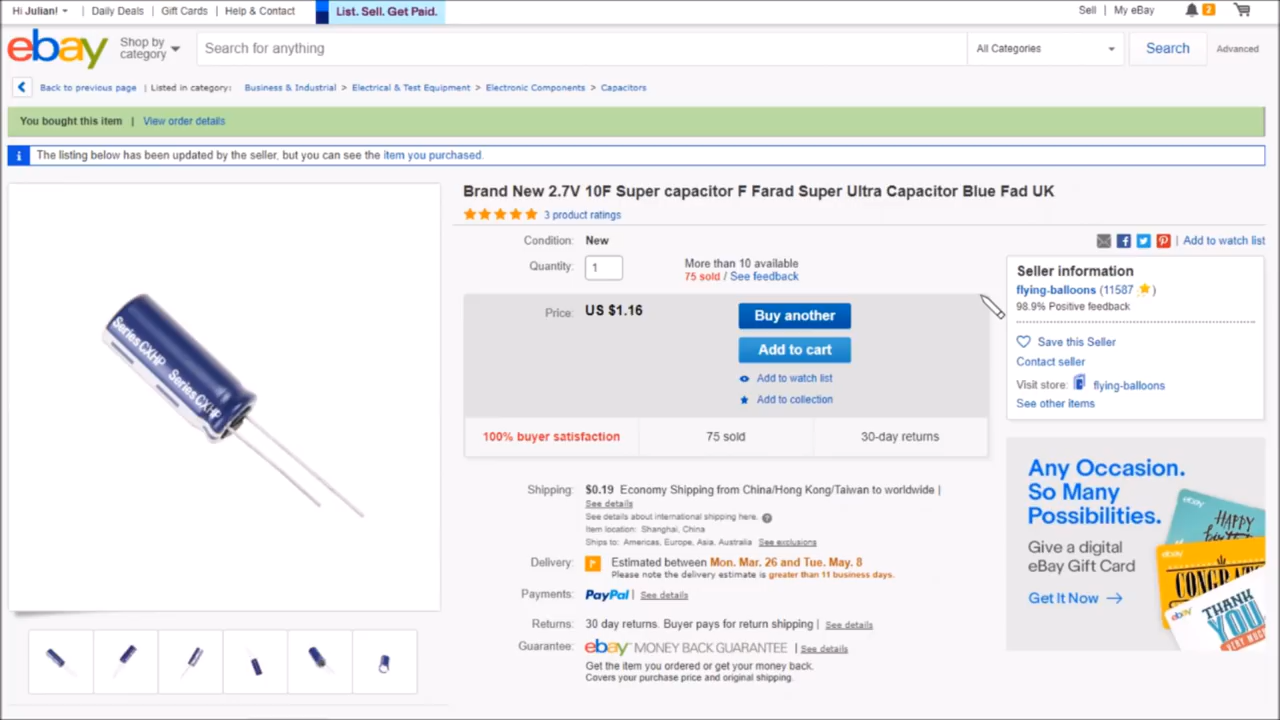 Hi Julian! | Daily Deals | Gift Cards | Help & Contact List. Sell. Get Paid. Sell | My eBay 2
ebay Shop by category Search for anything All Categories Search Advanced
Back to previous page | Listed in category: Business & Industrial > Electrical & Test Equipment > Electronic Components > Capacitors
You bought this item | View order details
i The listing below has been updated by the seller, but you can see the item you purchased.
Brand New 2.7V 10F Super capacitor F Farad Super Ultra Capacitor Blue Fad UK
3 product ratings
Condition: New
| Add to watch list
Quantity: 1 More than 10 available
75 sold / See feedback
Price: US $1.16 Buy another
Add to cart
Add to watch list
Add to collection
100% buyer satisfaction 75 sold 30-day returns
Shipping: $0.19 Economy Shipping from China/Hong Kong/Taiwan to worldwide |
See details
See details about international shipping here. ?
Item location: Shanghai, China
Ships to: Americas, Europe, Asia, Australia See exclusions
Delivery: Estimated between Mon. Mar. 26 and Tue. May. 8
Please note the delivery estimate is greater than 11 business days.
Payments: PayPal | See details
Returns: 30 day returns. Buyer pays for return shipping | See details
Guarantee: ebay MONEY BACK GUARANTEE | See details
Get the item you ordered or get your money back.
Covers your purchase price and original shipping.
Seller information
flying-balloons (11587 )
98.9% Positive feedback
Save this Seller
Contact seller
Visit store: flying-balloons
See other items
Any Occasion.
So Many
Possibilities.
Give a digital
eBay Gift Card
Get It Now
ebay
HAPPY
ebay
CONGRATS
ebay
THANK
YOU
VERY MUCH
Series CXHP Series CXHP